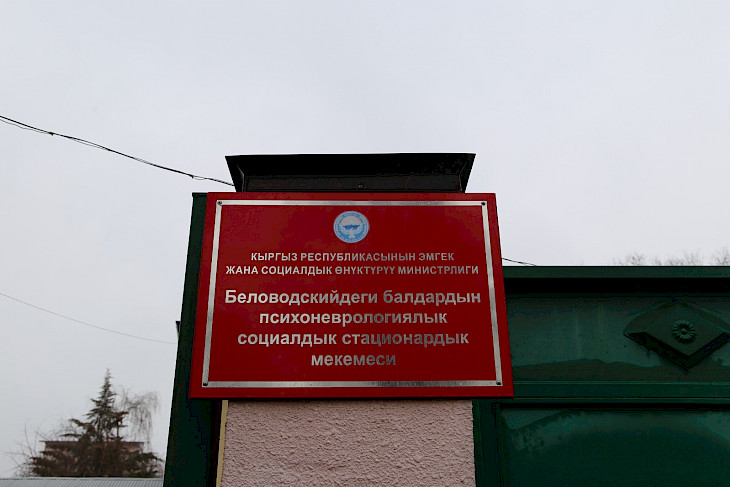 КЫРГЫЗ РЕСПУБЛИКАСЫНЫН ЭМГЕК
ЖАНА СОЦИАЛДЫК ӨНҮКТҮРҮҮ МИНИСТРЛИГИ
Беловодскийдеги балдардын
психоневрологиялык
социалдык стационардык
мекемеси